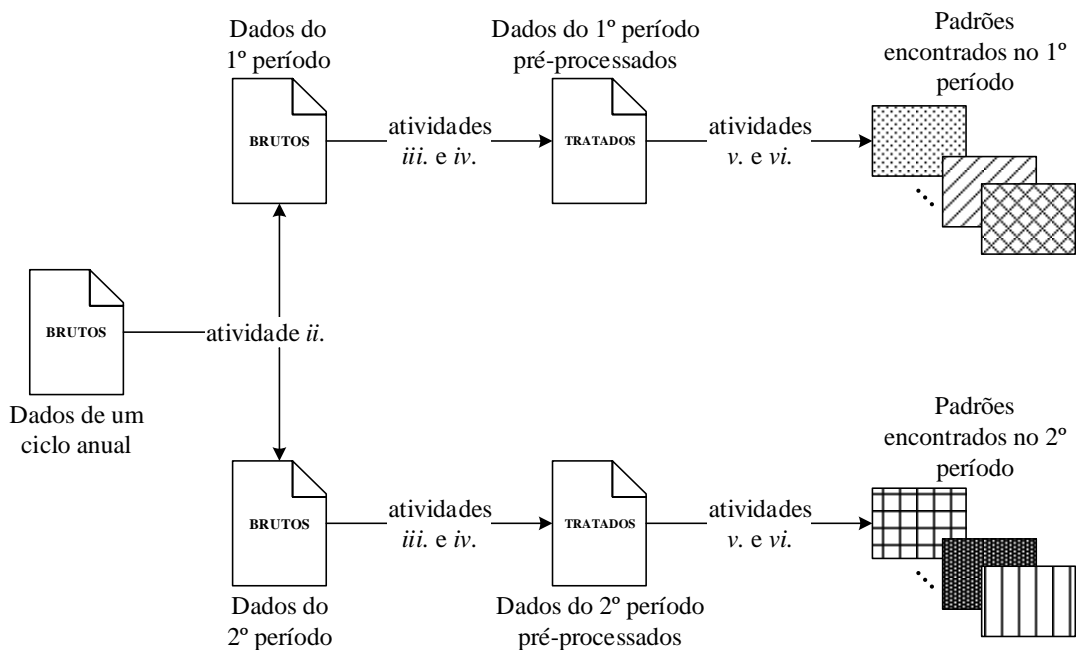 Dados do
1º período
Dados do 1º período
pré-processados
Padrões
encontrados no 1º
período
BRUTOS
atividades
iii. e iv.
TRATADOS
atividades
v. e vi.
BRUTOS
atividade ii.
Dados de um
ciclo anual
Padrões
encontrados no 2º
período
BRUTOS
atividades
iii. e iv.
TRATADOS
atividades
v. e vi.
Dados do
2º período
Dados do 2º período
pré-processados